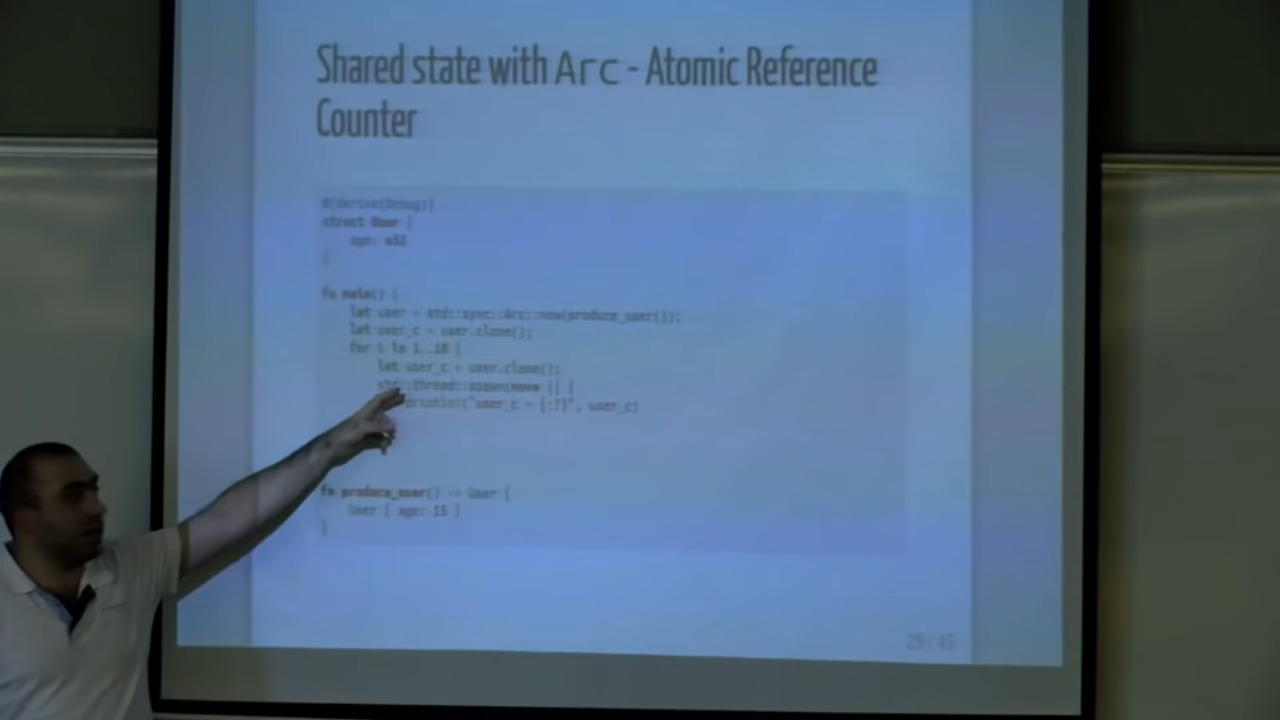 Shared state with Arc - Atomic Reference
Counter
#[derive(Debug)]
struct User {
age: u32
}
fn main() {
let user = std::sync::Arc::new(produce_user());
let user_c = user.clone();
for i in 1..10 {
let user_c = user.clone();
std::thread::spawn(move || {
println!("user_c = {:?}", user_c)
fn produce_user() -> User {
User { age: 15 }
}
29 / 45